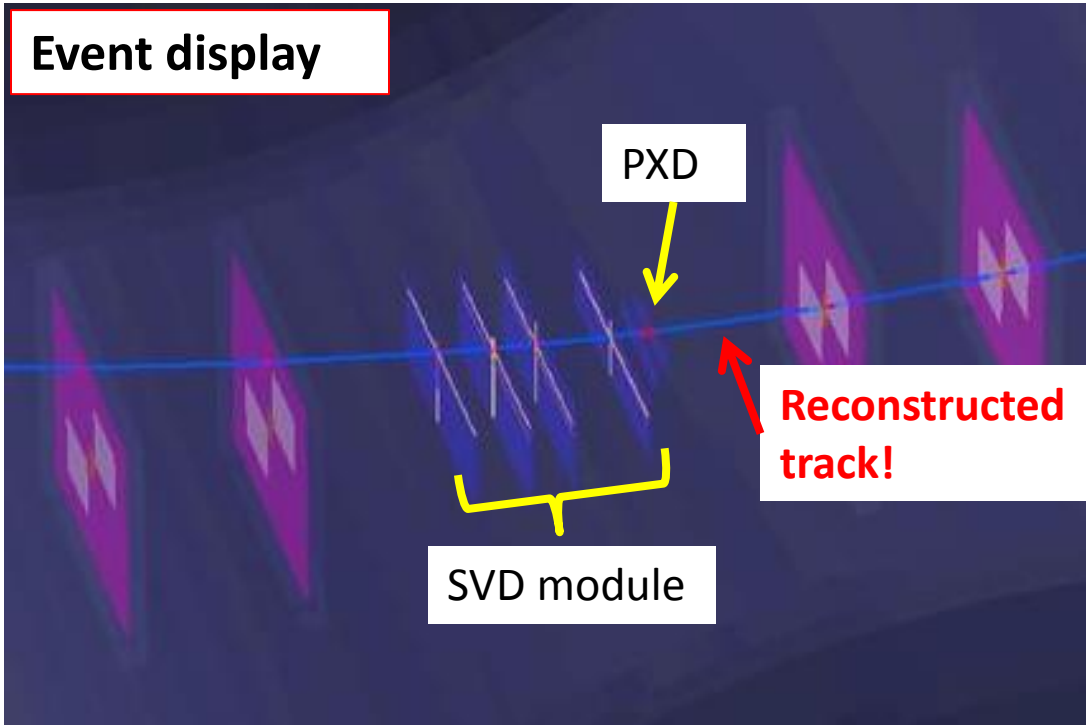 Event display
PXD
Reconstructed
track!
SVD module